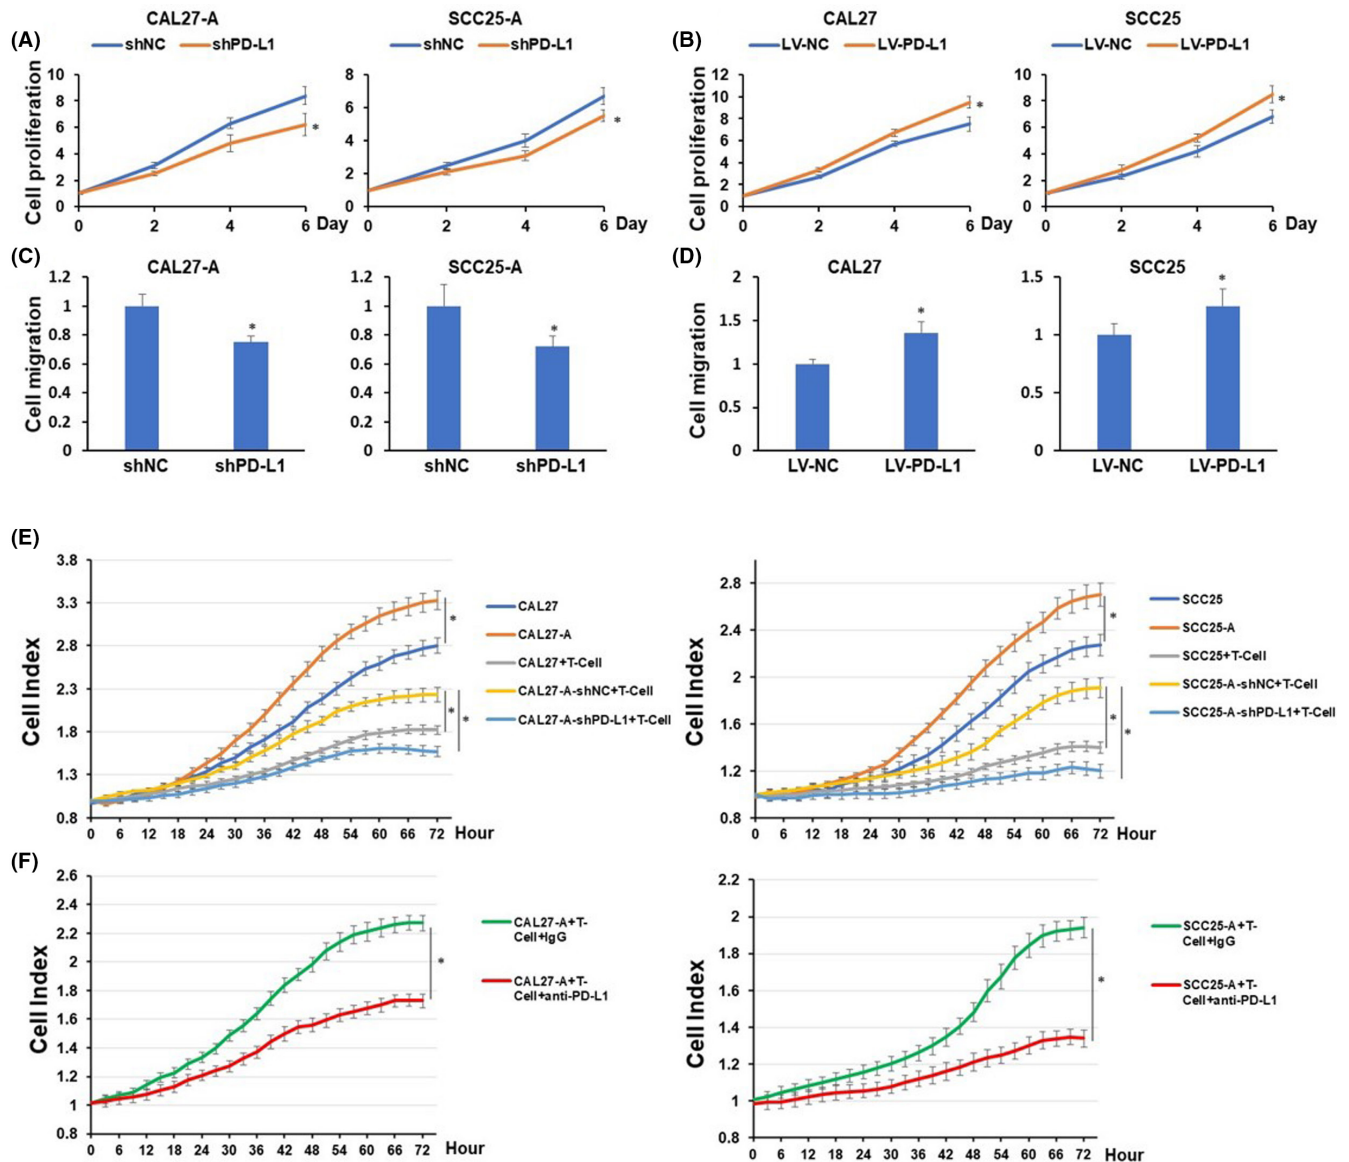 (A)
CAL27-A
shNC shPD-L1
Cell proliferation
10
8
6
4
2
0
0 2 4 6 Day
SCC25-A
shNC shPD-L1
8
6
4
2
0
0 2 4 6 Day
*
*
(B)
CAL27
LV-NC LV-PD-L1
Cell proliferation
12
10
8
6
4
2
0
0 2 4 6
SCC25
LV-NC LV-PD-L1
10
8
6
4
2
0
0 2 4 6 Day
*
*
(C)
CAL27-A
Cell migration
1.2
1
0.8
0.6
0.4
0.2
0
*
shNC shPD-L1
SCC25-A
1.2
1
0.8
0.6
0.4
0.2
0
*
shNC shPD-L1
(D)
CAL27
Cell migration
2
1.5
1
0.5
0
*
LV-NC LV-PD-L1
SCC25
1.5
1
0.5
0
*
LV-NC LV-PD-L1
(E)
Cell Index
3.8
3.3
2.8
2.3
1.8
1.3
0.8
0 6 12 18 24 30 36 42 48 54 60 66 72 Hour
*
* *
CAL27
CAL27-A
CAL27+T-Cell
CAL27-A-shNC+T-Cell
CAL27-A-shPD-L1+T-Cell
Cell Index
2.8
2.4
2
1.6
1.2
0.8
0 6 12 18 24 30 36 42 48 54 60 66 72 Hour
*
* *
SCC25
SCC25-A
SCC25+T-Cell
SCC25-A-shNC+T-Cell
SCC25-A-shPD-L1+T-Cell
(F)
Cell Index
2.6
2.4
2.2
2
1.8
1.6
1.4
1.2
1
0.8
0 6 12 18 24 30 36 42 48 54 60 66 72 Hour
*
CAL27-A+T-
Cell+IgG
CAL27-A+T-
Cell+anti-PD-L1
Cell Index
2.2
2
1.8
1.6
1.4
1.2
1
0.8
0 6 12 18 24 30 36 42 48 54 60 66 72 Hour
*
SCC25-A+T-
Cell+IgG
SCC25-A+T-
Cell+anti-PD-L1